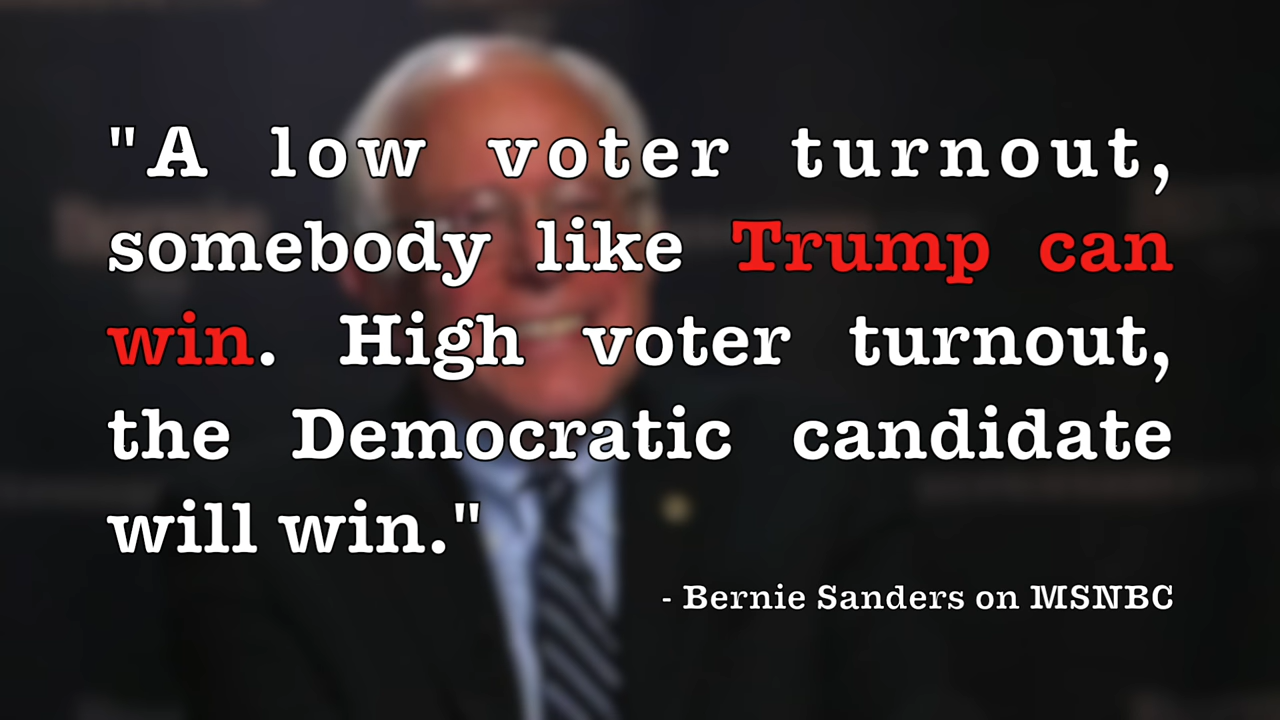 "A low voter turnout,
somebody like Trump can
win. High voter turnout,
the Democratic candidate
will win."
- Bernie Sanders on MSNBC